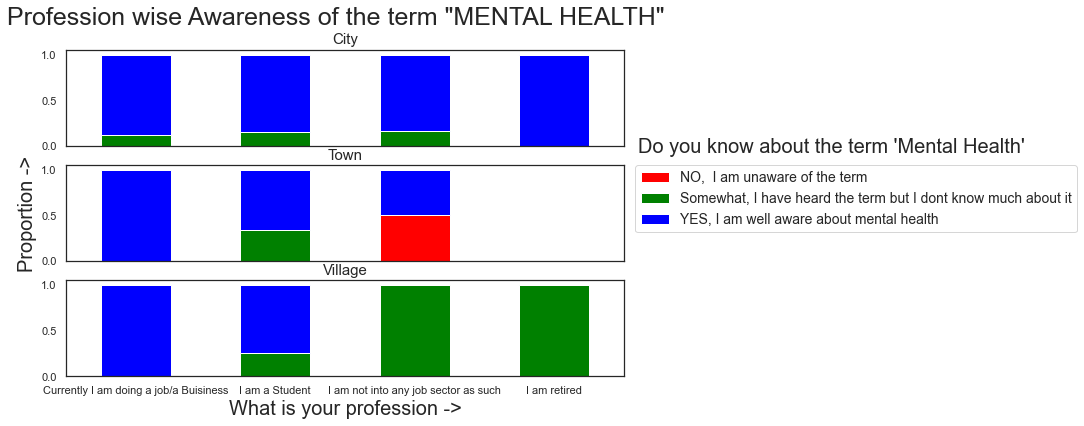 Profession wise Awareness of the term "MENTAL HEALTH"
City
1.0
0.5
0.0
Town
1.0
0.5
0.0
Village
1.0
0.5
0.0
Proportion ->
Currently I am doing a job/a Buisiness
I am a Student
I am not into any job sector as such
I am retired
What is your profession ->
Do you know about the term 'Mental Health'
NO,  I am unaware of the term
Somewhat, I have heard the term but I dont know much about it
YES, I am well aware about mental health